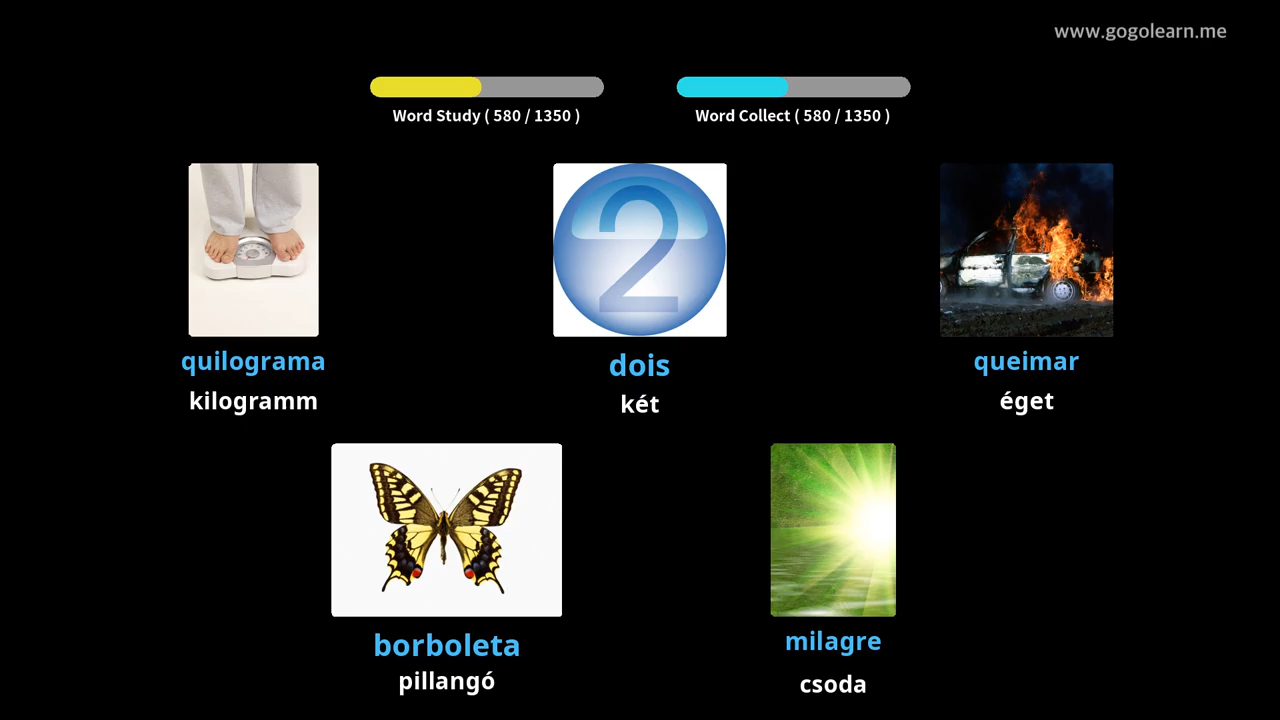 www.gogolearn.me
Word Study ( 580 / 1350 )
Word Collect ( 580 / 1350 )
2
quilograma
kilogramm
dois
két
queimar
éget
borboleta
pillangó
milagre
csoda